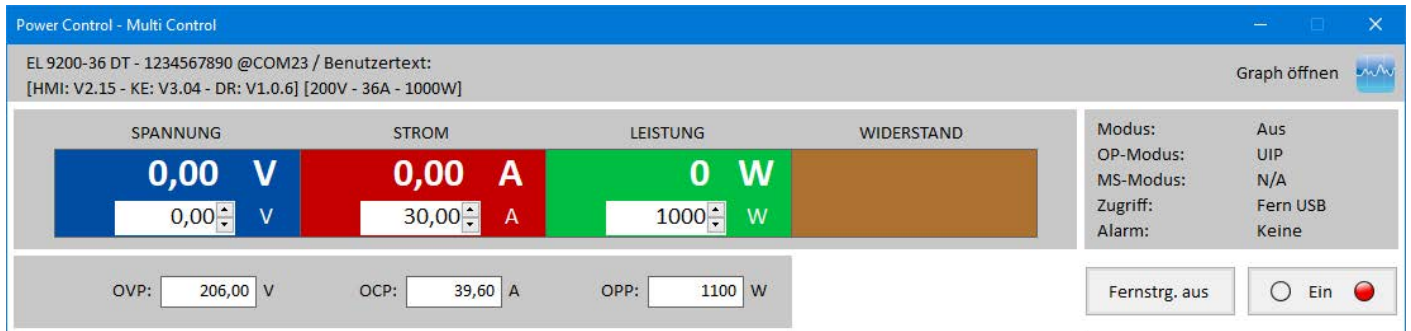 Power Control - Multi Control
EL 9200-36 DT - 1234567890 @COM23 / Benutzertext:
[HMI: V2.15 - KE: V3.04 - DR: V1.0.6] [200V - 36A - 1000W]
Graph öffnen
SPANNUNG STROM LEISTUNG WIDERSTAND
0,00 V 0,00 A 0 W
0,00 V 30,00 A 1000 W
Modus: Aus
OP-Modus: UIP
MS-Modus: N/A
Zugriff: Fern USB
Alarm: Keine
OVP: 206,00 V OCP: 39,60 A OPP: 1100 W
Fernstrg. aus Ein